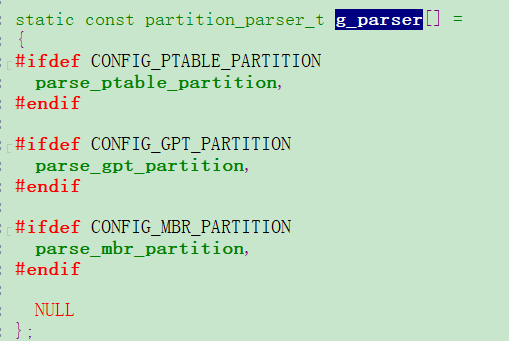 static const partition_parser_t g_parser[] =
{
#ifdef CONFIG_PTABLE_PARTITION
parse_ptable_partition,
#endif
#ifdef CONFIG_GPT_PARTITION
parse_gpt_partition,
#endif
#ifdef CONFIG_MBR_PARTITION
parse_mbr_partition,
#endif
NULL
};